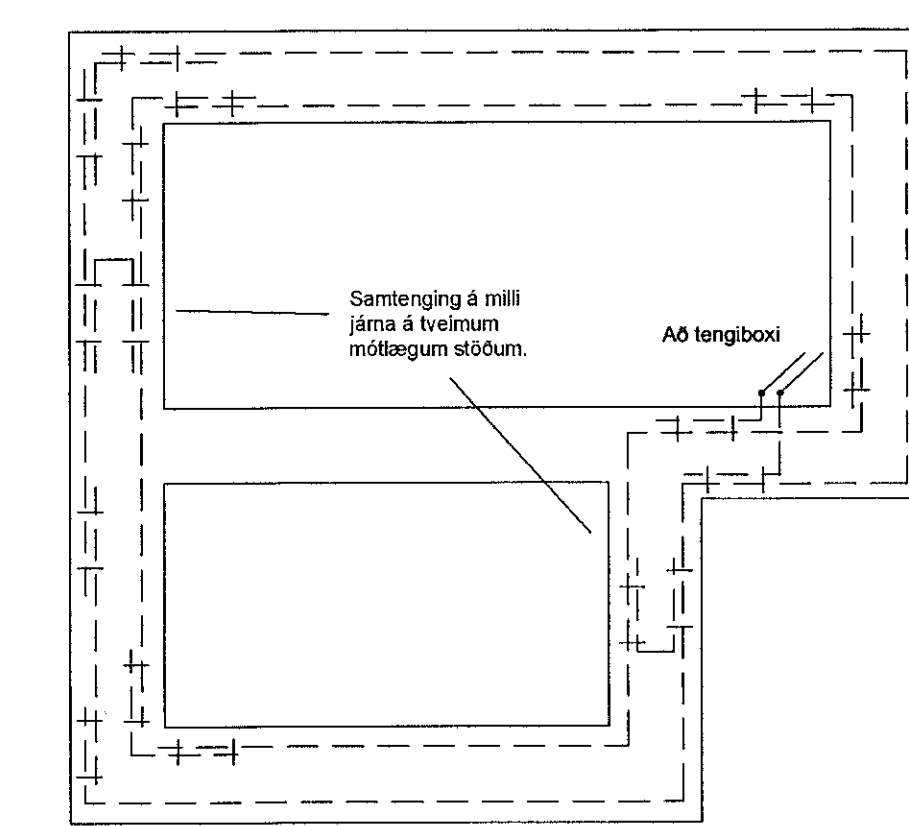 Samtenging á milli
járna á tveimum
mótlægum stöðum.
Að tengiboxi